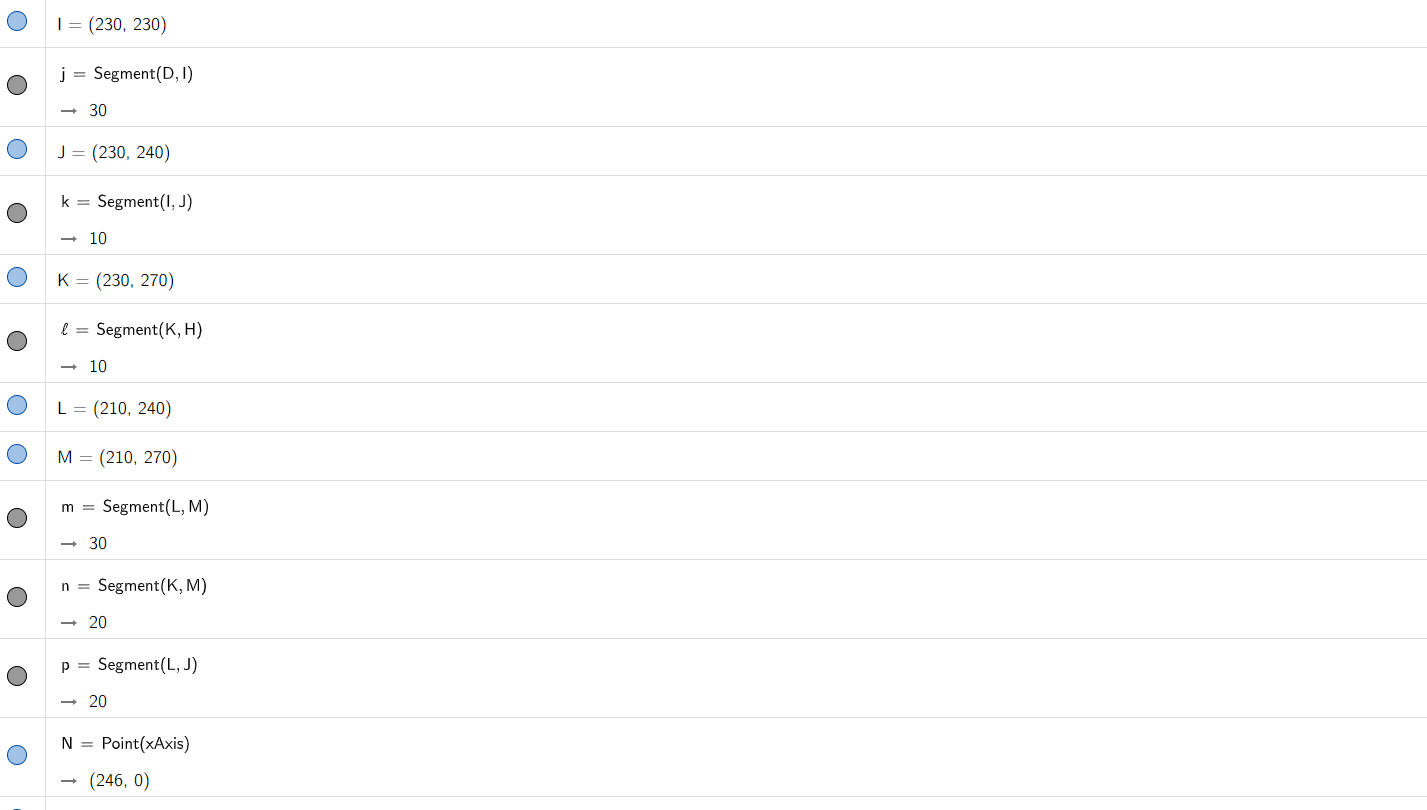 I = (230, 230)
j = Segment(D, I)
→ 30
J = (230, 240)
k = Segment(I, J)
→ 10
K = (230, 270)
ℓ = Segment(K, H)
→ 10
L = (210, 240)
M = (210, 270)
m = Segment(L, M)
→ 30
n = Segment(K, M)
→ 20
p = Segment(L, J)
→ 20
N = Point(xAxis)
→ (246, 0)